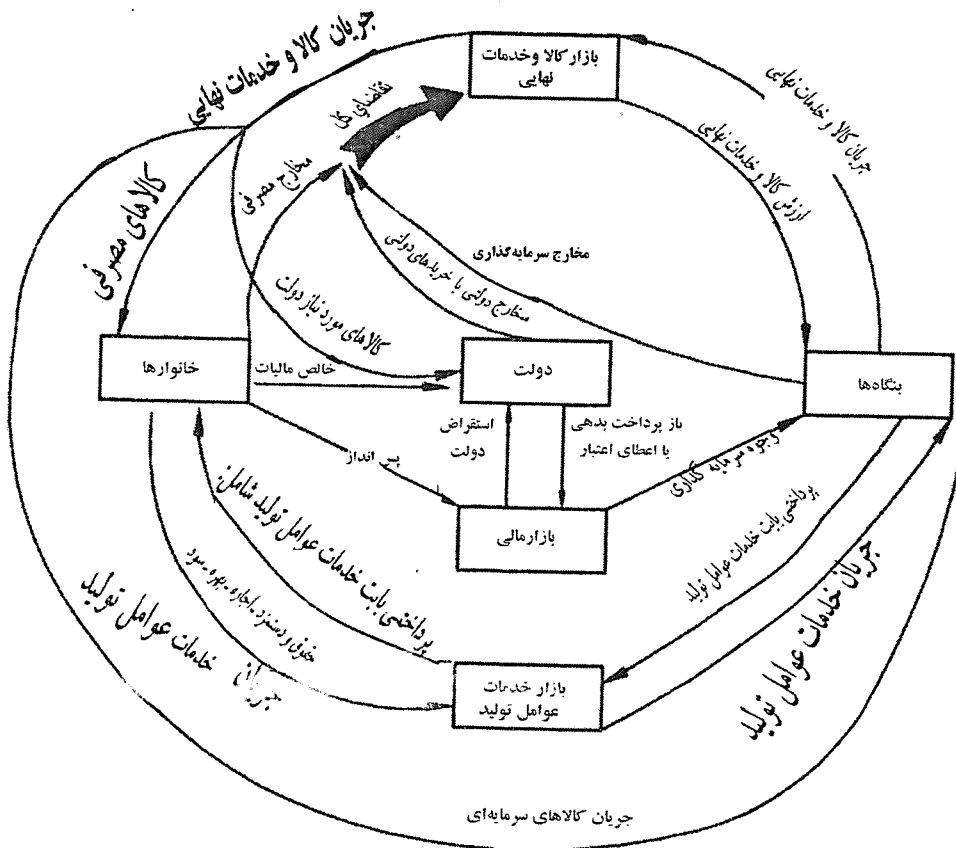 جریان کالا و خدمات نهایی
بازار کالا و خدمات
نهایی
جریان کالا و خدمات نهایی
تقاضای کل
ارزش کالا و خدمات نهایی
مخارج مصرفی
کالاهای مصرفی
مخارج سرمایه‌گذاری
مخارج دولتی یا خریدهای دولتی
کالاهای مورد نیاز دولت
خانوارها
خالص مالیات
دولت
بنگاه‌ها
استقراض
دولت
باز پرداخت بدهی
یا اعطای اعتبار
پس انداز
وجوه سرمایه گذاری
بازار مالی
پرداختی بابت خدمات عوامل تولید شامل:
حقوق و دستمزد - اجاره - بهره - سود
پرداختی بابت خدمات عوامل تولید
جریان خدمات عوامل تولید
جریان خدمات عوامل تولید
بازار خدمات
عوامل تولید
جریان کالاهای سرمایه‌ای